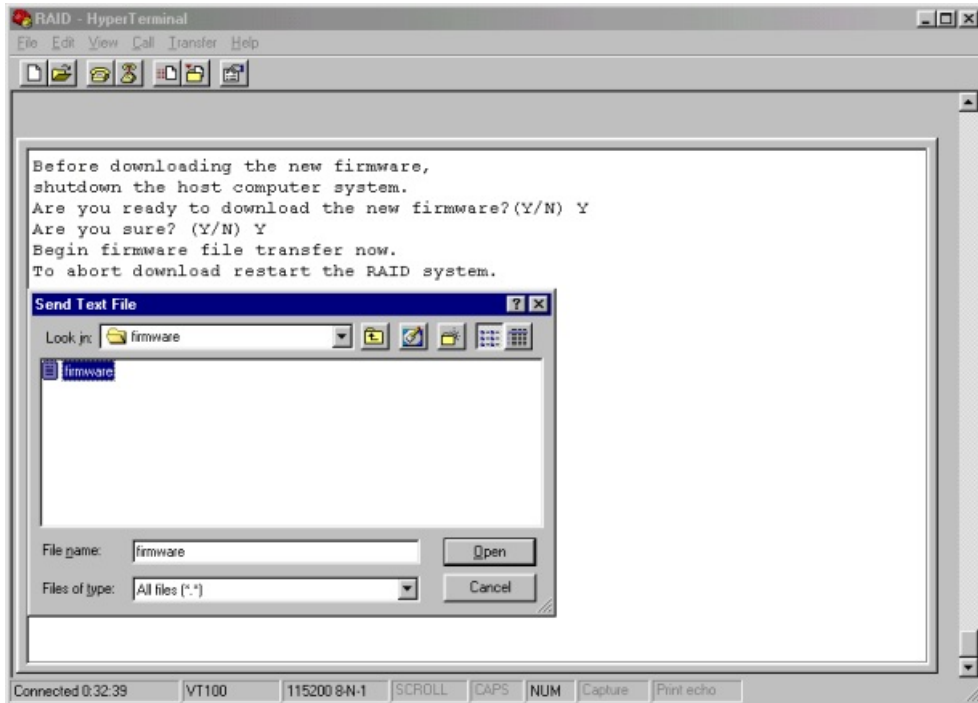 RAID - HyperTerminal
File Edit View Call Transfer Help
Before downloading the new firmware,
shutdown the host computer system.
Are you ready to download the new firmware?(Y/N) Y
Are you sure? (Y/N) Y
Begin firmware file transfer now.
To abort download restart the RAID system.
Send Text File
Look in: firmware
firmware
File name: firmware
Open
Files of type: All files (*.*)
Cancel
Connected 0:32:39 VT100 115200 8-N-1 SCROLL CAPS NUM Capture Print echo